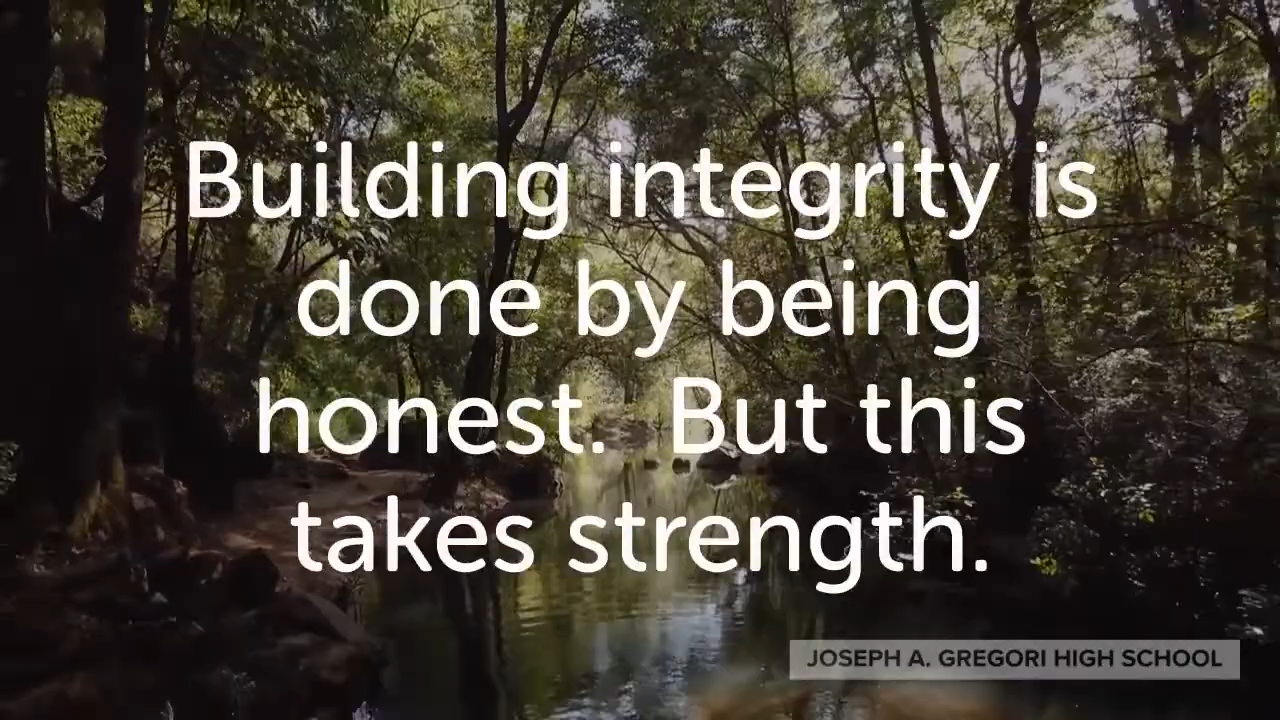 Building integrity is
done by being
honest. But this
takes strength.
JOSEPH A. GREGORI HIGH SCHOOL